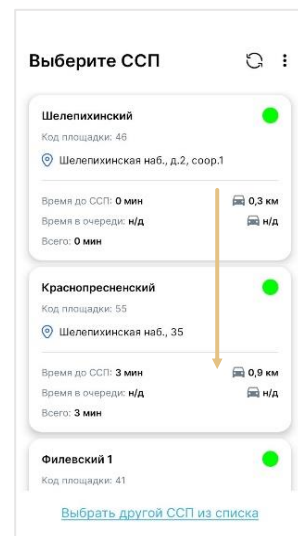 Выберите ССП
Шелепихинский
Код площадки: 46
Шелепихинская наб., д.2, соор.1
Время до ССП: 0 мин 0,3 км
Время в очереди: н/д н/д
Всего: 0 мин
Краснопресненский
Код площадки: 55
Шелепихинская наб., 35
Время до ССП: 3 мин 0,9 км
Время в очереди: н/д н/д
Всего: 3 мин
Филевский 1
Код площадки: 41
Выбрать другой ССП из списка